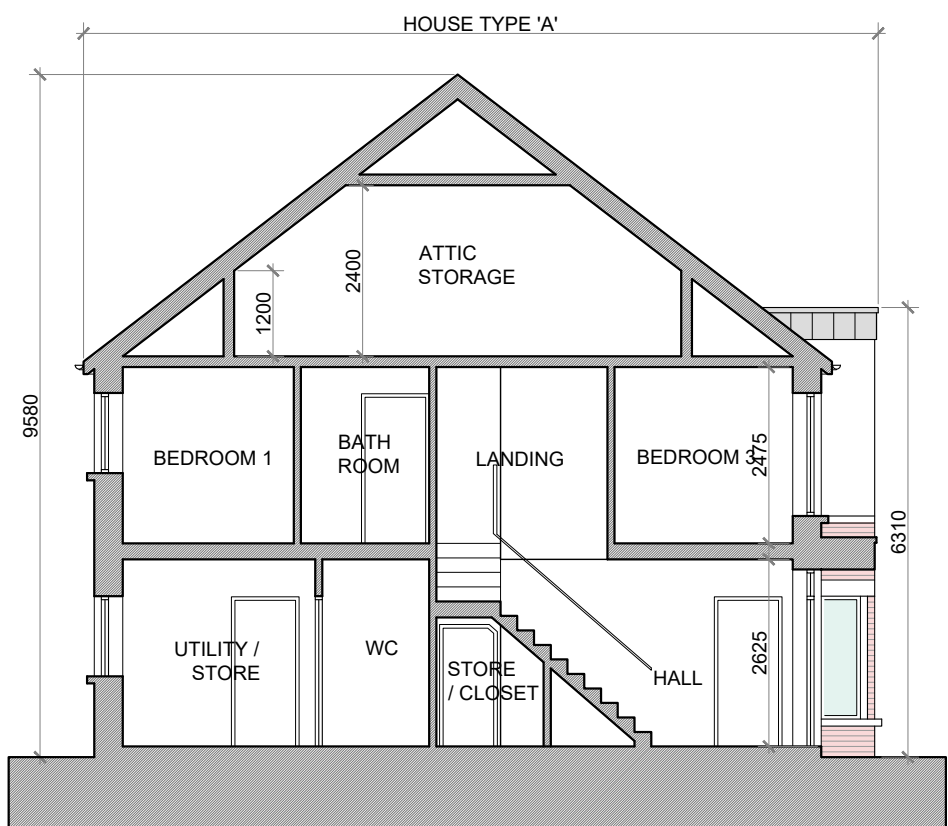 HOUSE TYPE 'A'
ATTIC
STORAGE
2400
1200
9580
BEDROOM 1
BATH
ROOM
LANDING
BEDROOM 3
2475
6310
UTILITY /
STORE
WC
STORE
/ CLOSET
HALL
2625